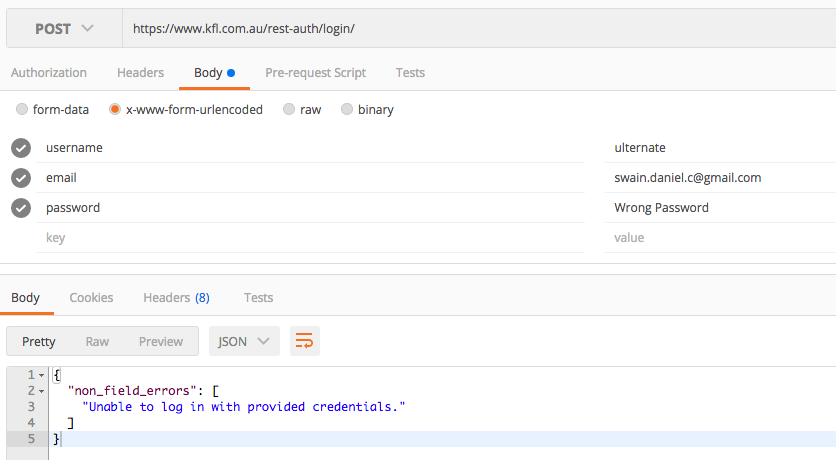 POST https://www.kfl.com.au/rest-auth/login/
Authorization Headers Body Pre-request Script Tests
form-data x-www-form-urlencoded raw binary
username ulternate
email swain.daniel.c@gmail.com
password Wrong Password
key value
Body Cookies Headers (8) Tests
Pretty Raw Preview JSON
1 {
2 "non_field_errors": [
3 "Unable to log in with provided credentials."
4 ]
5 }